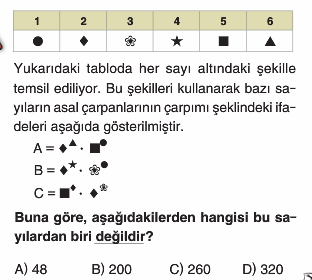 1 2 3 4 5 6
● ♦ ❀ ★ ■ ▲
Yukarıdaki tabloda her sayı altındaki şekille
temsil ediliyor. Bu şekilleri kullanarak bazı sa-
yıların asal çarpanlarının çarpımı şeklindeki ifa-
deleri aşağıda gösterilmiştir.
A = ♦^▲ · ■^●
B = ♦^★ · ❀^●
C = ■^♦ · ♦^❀
Buna göre, aşağıdakilerden hangisi bu sa-
yılardan biri değildir?
A) 48 B) 200 C) 260 D) 320